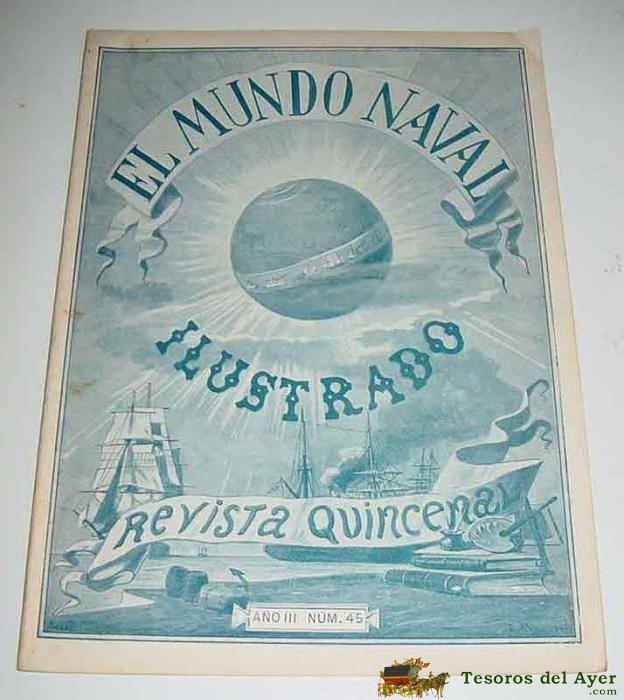 EL MUNDO NAVAL
ILUSTRADO
REVISTA QUINCENAL
AÑO III NÚM. 45
Tesoros del Ayer
.com